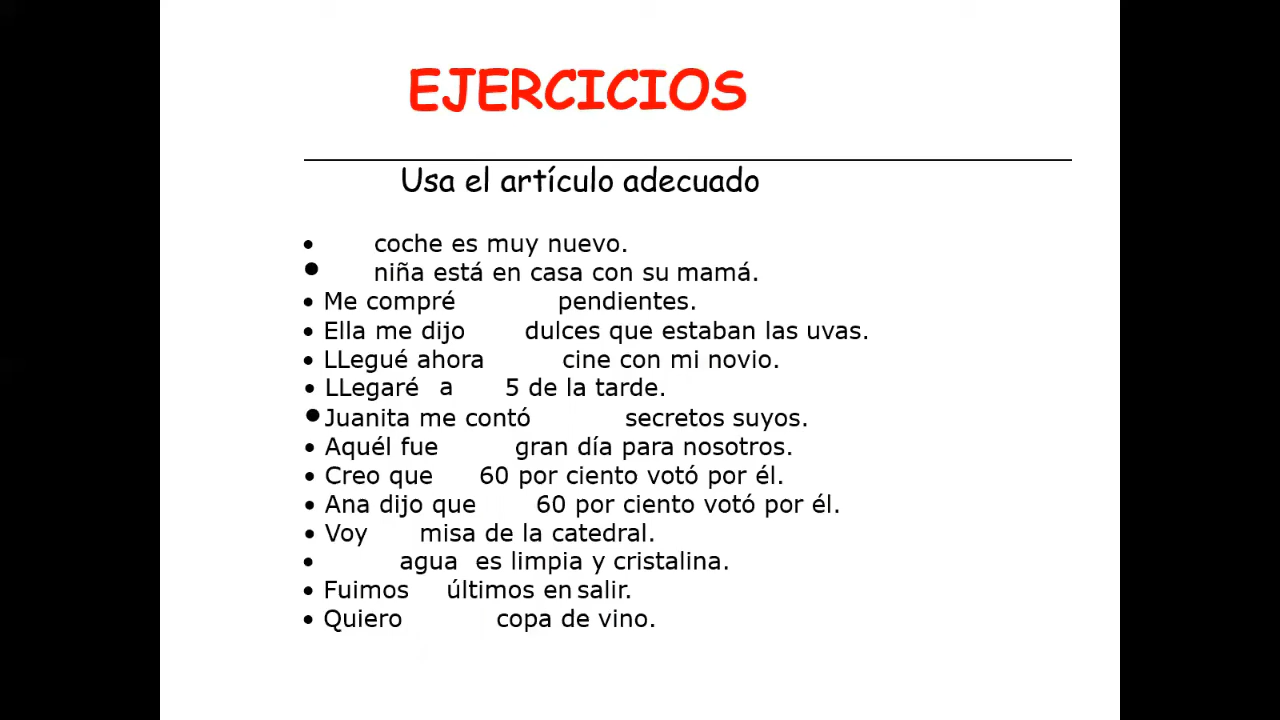 EJERCICIOS
Usa el artículo adecuado
• coche es muy nuevo.
• niña está en casa con su mamá.
• Me compré pendientes.
• Ella me dijo dulces que estaban las uvas.
• LLegué ahora cine con mi novio.
• LLegaré a 5 de la tarde.
• Juanita me contó secretos suyos.
• Aquél fue gran día para nosotros.
• Creo que 60 por ciento votó por él.
• Ana dijo que 60 por ciento votó por él.
• Voy misa de la catedral.
• agua es limpia y cristalina.
• Fuimos últimos en salir.
• Quiero copa de vino.